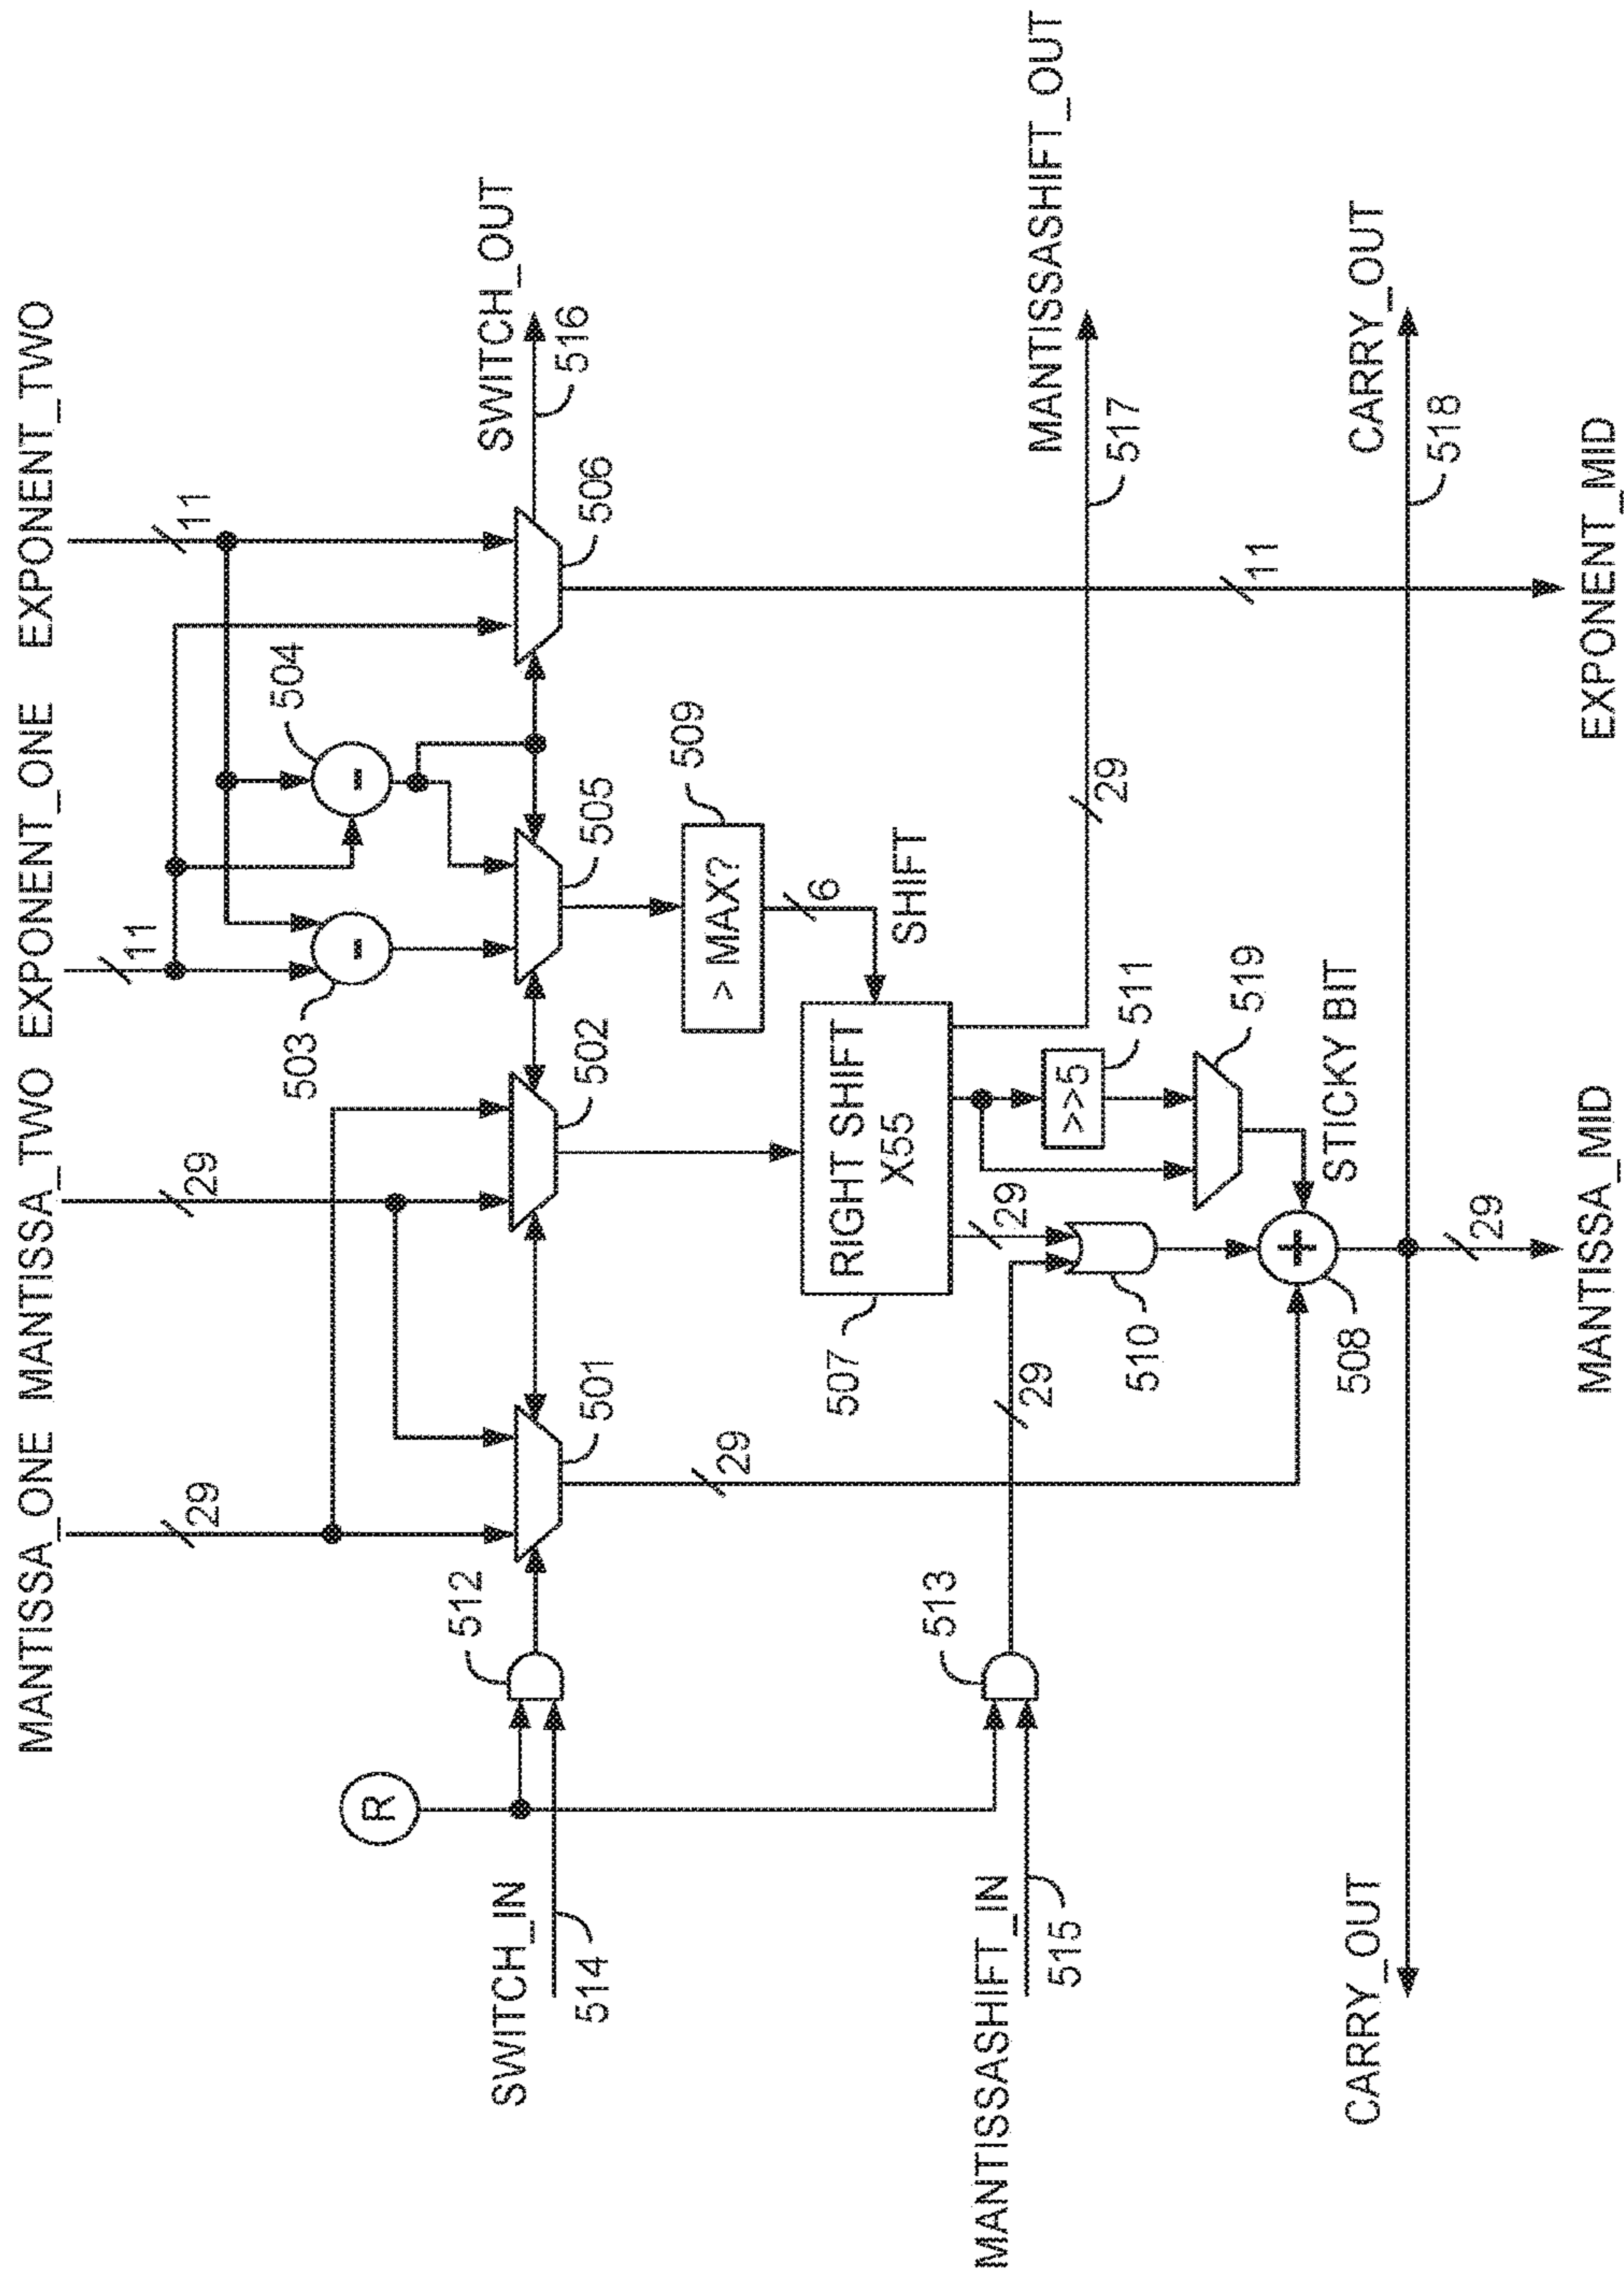 MANTISSA_ONE MANTISSA_TWO EXPONENT_ONE EXPONENT_TWO
29
29
11
11
504
503
R
SWITCH_IN
514
512
501
502
505
506
SWITCH_OUT
516
> MAX?
509
6
SHIFT
29
RIGHT SHIFT
X55
507
29
29
>>5
511
29
MANTISSASHIFT_IN
515
513
510
519
MANTISSASHIFT_OUT
517
+
508
STICKY BIT
11
CARRY_OUT
CARRY_OUT
518
29
MANTISSA_MID
EXPONENT_MID